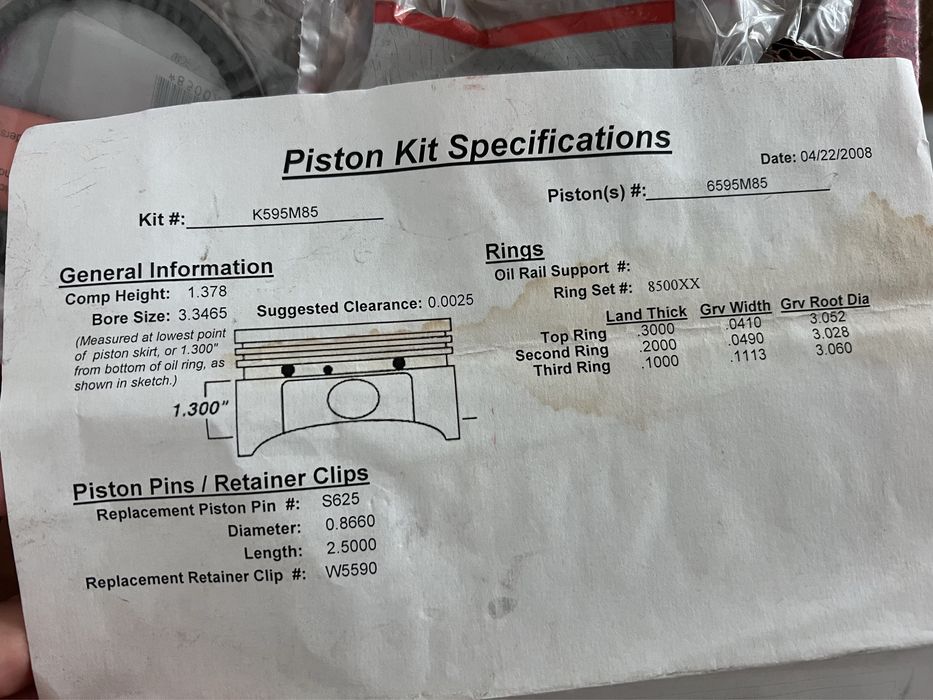 Piston Kit Specifications
Date: 04/22/2008
Kit #: K595M85
Piston(s) #: 6595M85
General Information
Comp Height: 1.378
Bore Size: 3.3465
Suggested Clearance: 0.0025
(Measured at lowest point
of piston skirt, or 1.300"
from bottom of oil ring, as
shown in sketch.)
1.300"
Rings
Oil Rail Support #:
Ring Set #: 8500XX
Land Thick Grv Width Grv Root Dia
Top Ring .3000 .0410 3.052
Second Ring .2000 .0490 3.028
Third Ring .1000 .1113 3.060
Piston Pins / Retainer Clips
Replacement Piston Pin #: S625
Diameter: 0.8660
Length: 2.5000
Replacement Retainer Clip #: W5590